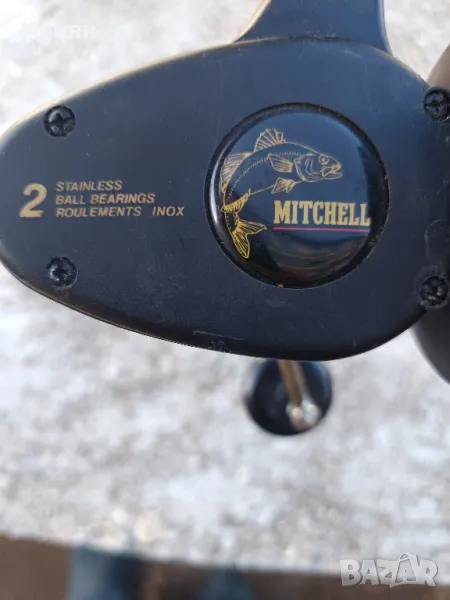 2
STAINLESS
BALL BEARINGS
ROULEMENTS INOX
MITCHELL
BAZAR